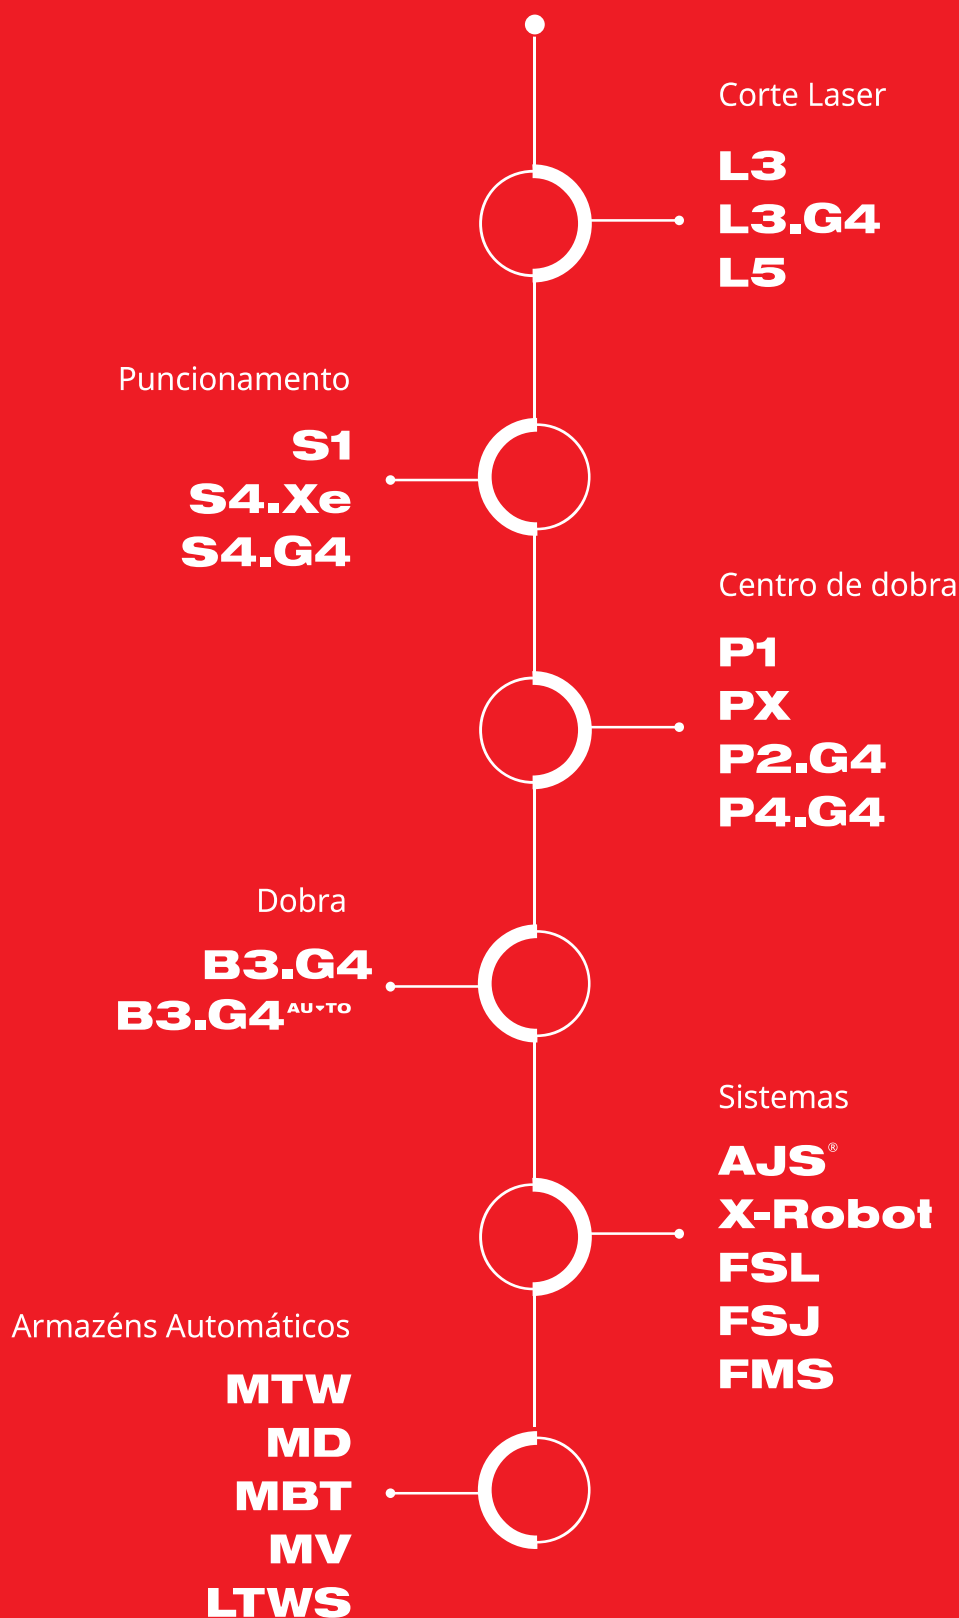 Corte Laser
L3
L3.G4
L5
Puncionamento
S1
S4.Xe
S4.G4
Centro de dobra
P1
PX
P2.G4
P4.G4
Dobra
B3.G4
B3.G4 AUTO
Sistemas
AJS®
X-Robot
FSL
FSJ
FMS
Armazéns Automáticos
MTW
MD
MBT
MV
LTWS